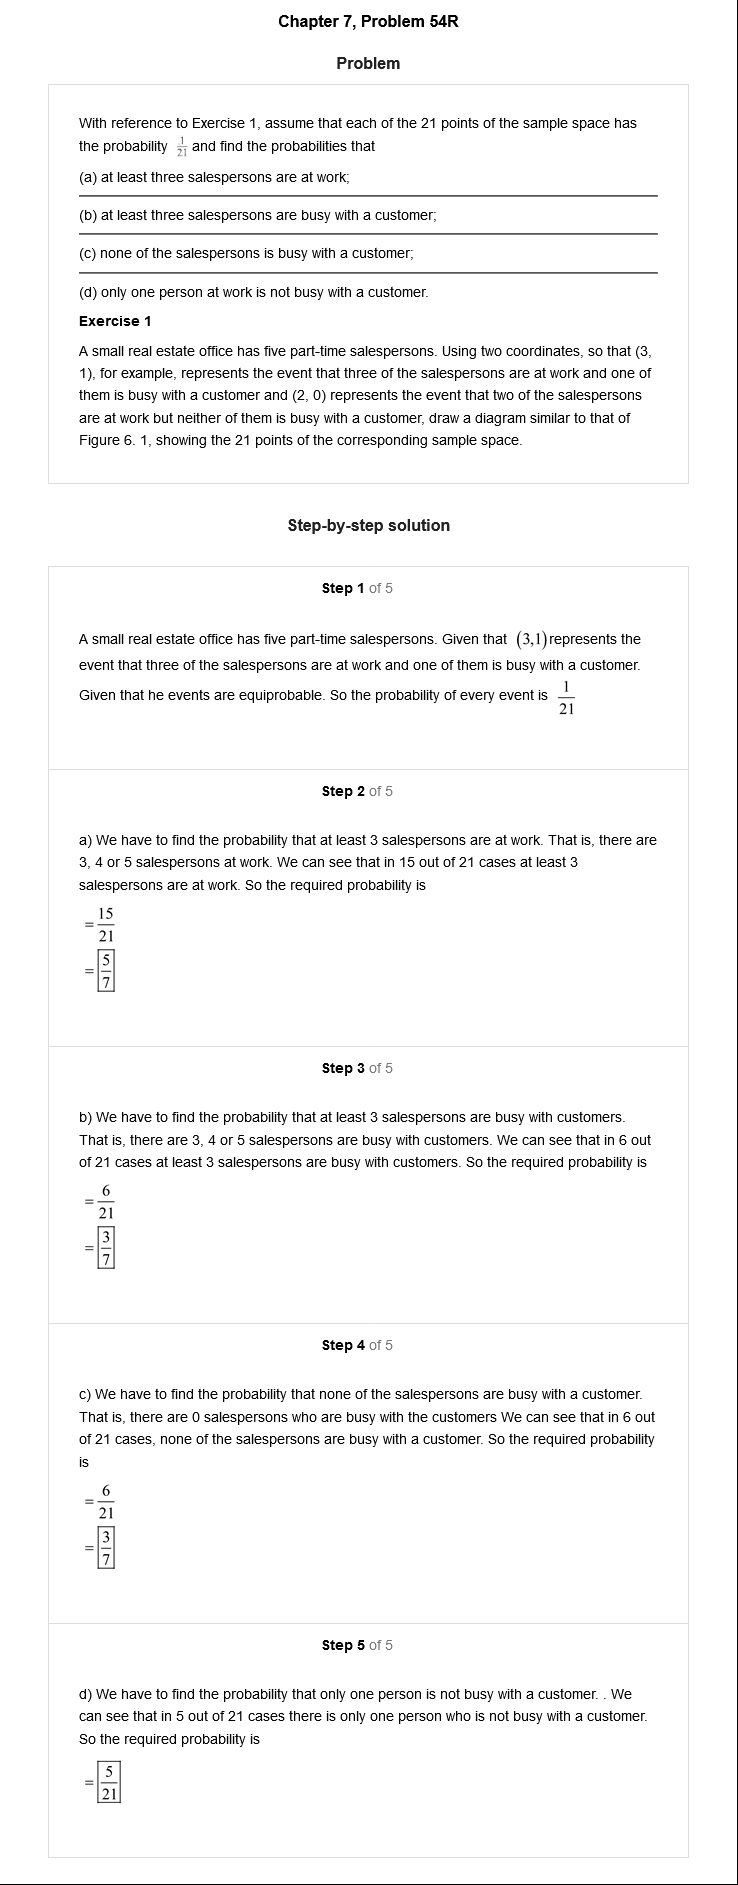 Chapter 7, Problem 54R
Problem
With reference to Exercise 1, assume that each of the 21 points of the sample space has
the probability 1/21 and find the probabilities that
(a) at least three salespersons are at work;
(b) at least three salespersons are busy with a customer;
(c) none of the salespersons is busy with a customer;
(d) only one person at work is not busy with a customer.
Exercise 1
A small real estate office has five part-time salespersons. Using two coordinates, so that (3,
1), for example, represents the event that three of the salespersons are at work and one of
them is busy with a customer and (2, 0) represents the event that two of the salespersons
are at work but neither of them is busy with a customer, draw a diagram similar to that of
Figure 6. 1, showing the 21 points of the corresponding sample space.
Step-by-step solution
Step 1 of 5
A small real estate office has five part-time salespersons. Given that (3,1) represents the
event that three of the salespersons are at work and one of them is busy with a customer.
Given that he events are equiprobable. So the probability of every event is 1/21
Step 2 of 5
a) We have to find the probability that at least 3 salespersons are at work. That is, there are
3, 4 or 5 salespersons at work. We can see that in 15 out of 21 cases at least 3
salespersons are at work. So the required probability is
= 15/21
= 5/7
Step 3 of 5
b) We have to find the probability that at least 3 salespersons are busy with customers.
That is, there are 3, 4 or 5 salespersons are busy with customers. We can see that in 6 out
of 21 cases at least 3 salespersons are busy with customers. So the required probability is
= 6/21
= 3/7
Step 4 of 5
c) We have to find the probability that none of the salespersons are busy with a customer.
That is, there are 0 salespersons who are busy with the customers We can see that in 6 out
of 21 cases, none of the salespersons are busy with a customer. So the required probability
is
= 6/21
= 3/7
Step 5 of 5
d) We have to find the probability that only one person is not busy with a customer. . We
can see that in 5 out of 21 cases there is only one person who is not busy with a customer.
So the required probability is
= 5/21